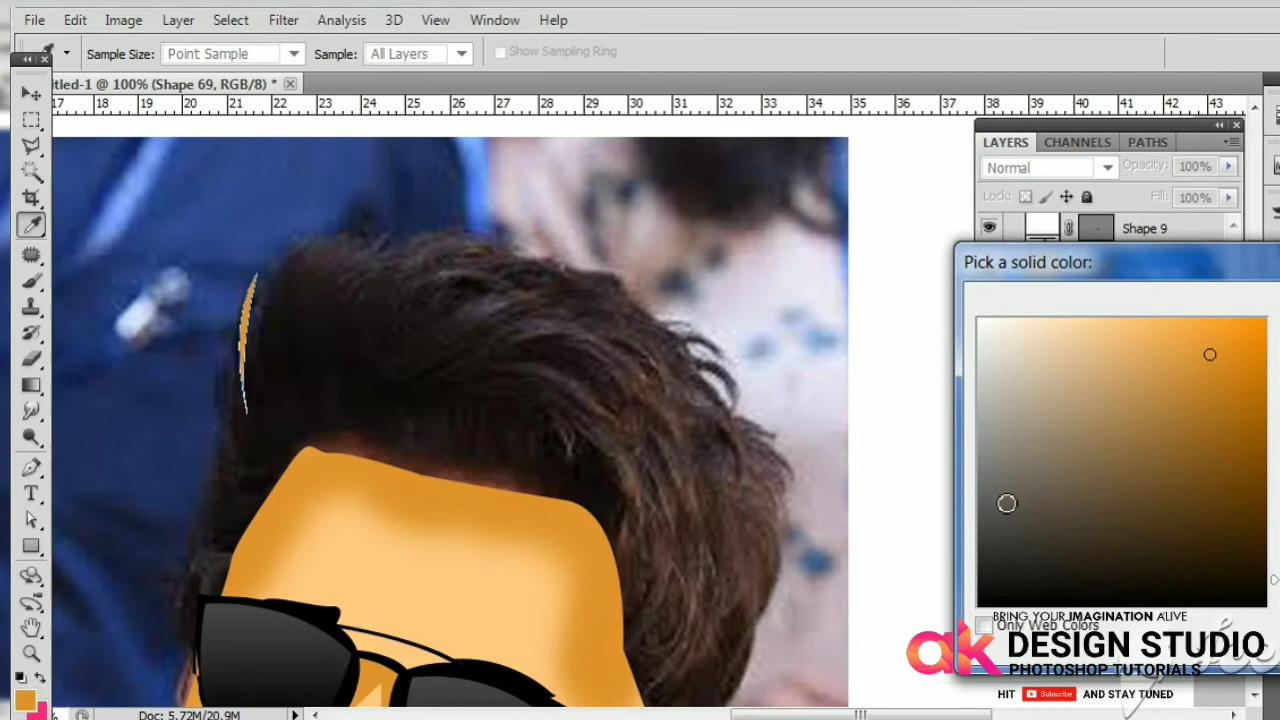 File Edit Image Layer Select Filter Analysis 3D View Window Help
Sample Size: Point Sample Sample: All Layers Show Sampling Ring
tled-1 @ 100% (Shape 69, RGB/8) *
17 18 19 20 21 22 23 24 25 26 27 28 29 30 31 32 33 34 35 36 37 38 39 40 41 42 43
LAYERS CHANNELS PATHS
Normal Opacity: 100%
Lock: Fill: 100%
Shape 9
Pick a solid color:
Only Web Colors
BRING YOUR IMAGINATION A'LIVE
ak DESIGN STUDIO
PHOTOSHOP TUTORIALS
HIT Subscribe AND STAY TUNED
Doc: 5.72M/20.9M